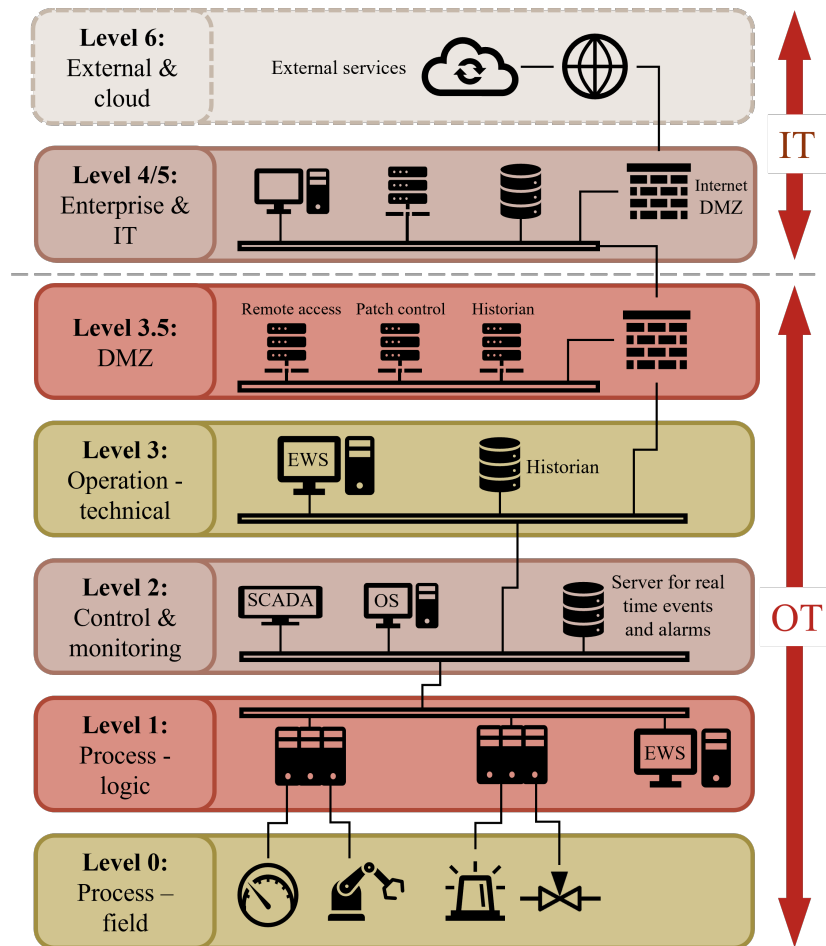 Level 6:
External &
cloud
External services
IT
Level 4/5:
Enterprise &
IT
Internet
DMZ
Level 3.5:
DMZ
Remote access
Patch control
Historian
Level 3:
Operation -
technical
EWS
Historian
Level 2:
Control &
monitoring
SCADA
OS
Server for real
time events
and alarms
OT
Level 1:
Process -
logic
EWS
Level 0:
Process –
field